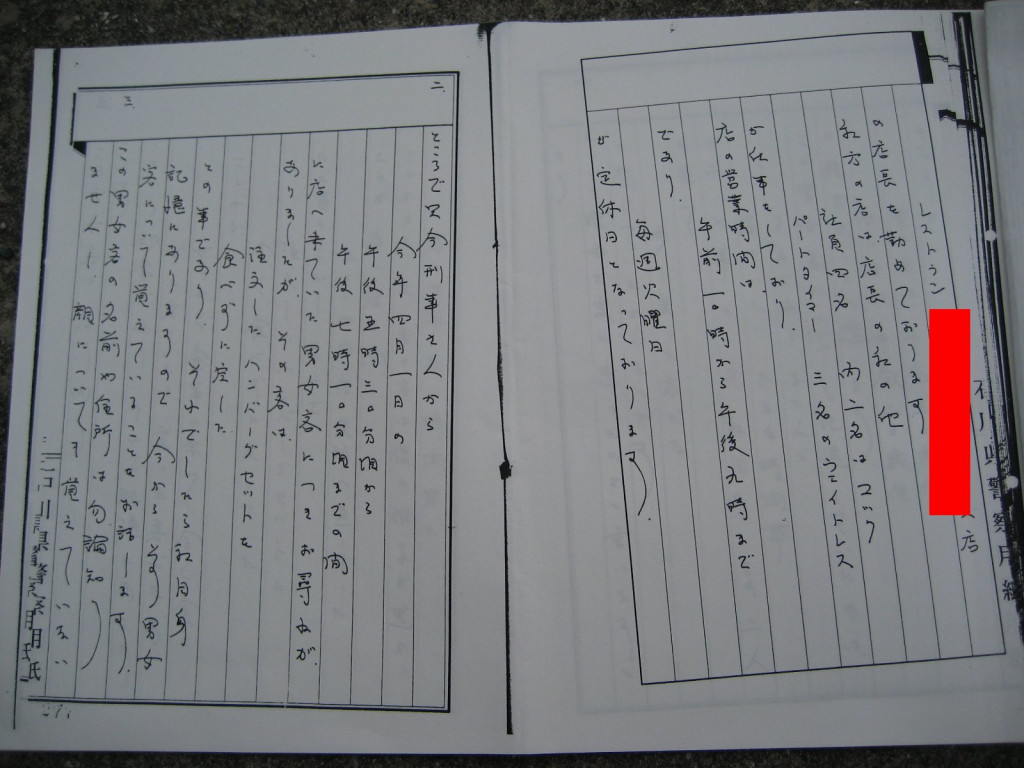 石川県警察用紙
レストラン
店
の店長を勤めております
私方の店は店長の私の他
社員四名 内二名はコック
パートタイマー 三名のウェイトレス
が仕事をしており、
店の営業時間は
午前一〇時から午後九時まで
であり、
毎週火曜日
が定休日となっております)。
二、
ところで只今刑事さんから
今年四月一日の
午後五時三〇分頃から
午後七時一〇分頃までの間
に店へ来ていた男女客につきお尋ねが
ありましたが、その客は、
注文したハンバーグセットを
食べずに
との事であり、それでしたら私自身
記憶にありますので 今から その男女
客について覚えていることをお話します。
三、
この男女客の名前や住所は勿論知り
ませんし、顔についても覚えていない
石川県警察